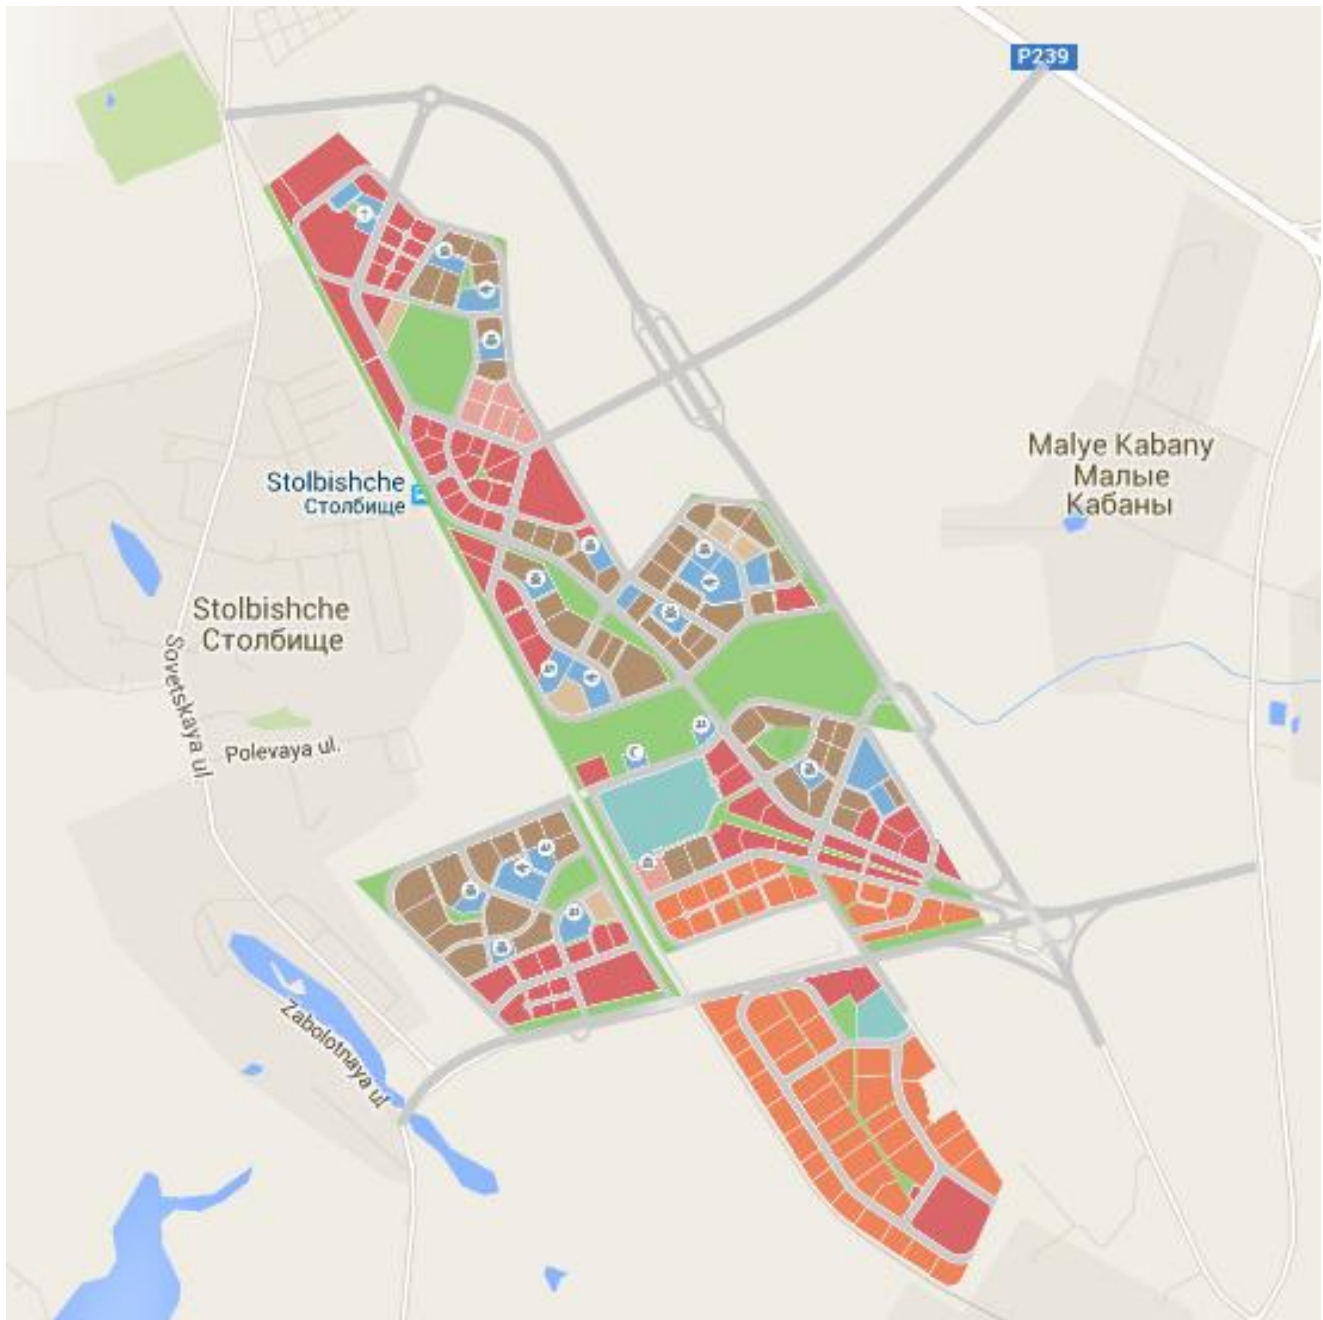 P239
Malye Kabany
Малые
Кабаны
Stolbishche
Столбище
Stolbishche
Столбище
Sovetskaya ul
Polevaya ul.
Zabolotnaya ul